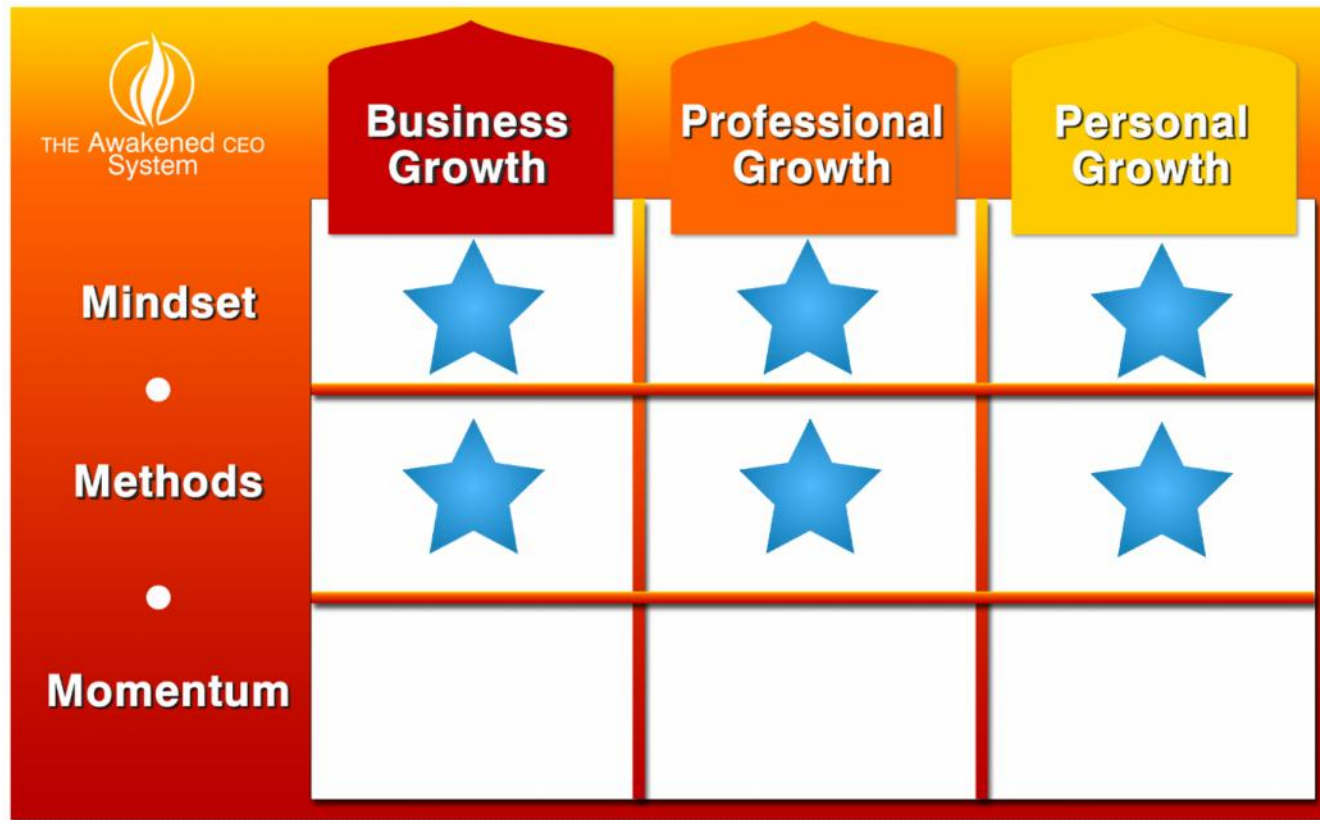 THE Awakened CEO
System
Business
Growth
Professional
Growth
Personal
Growth
Mindset
Methods
Momentum